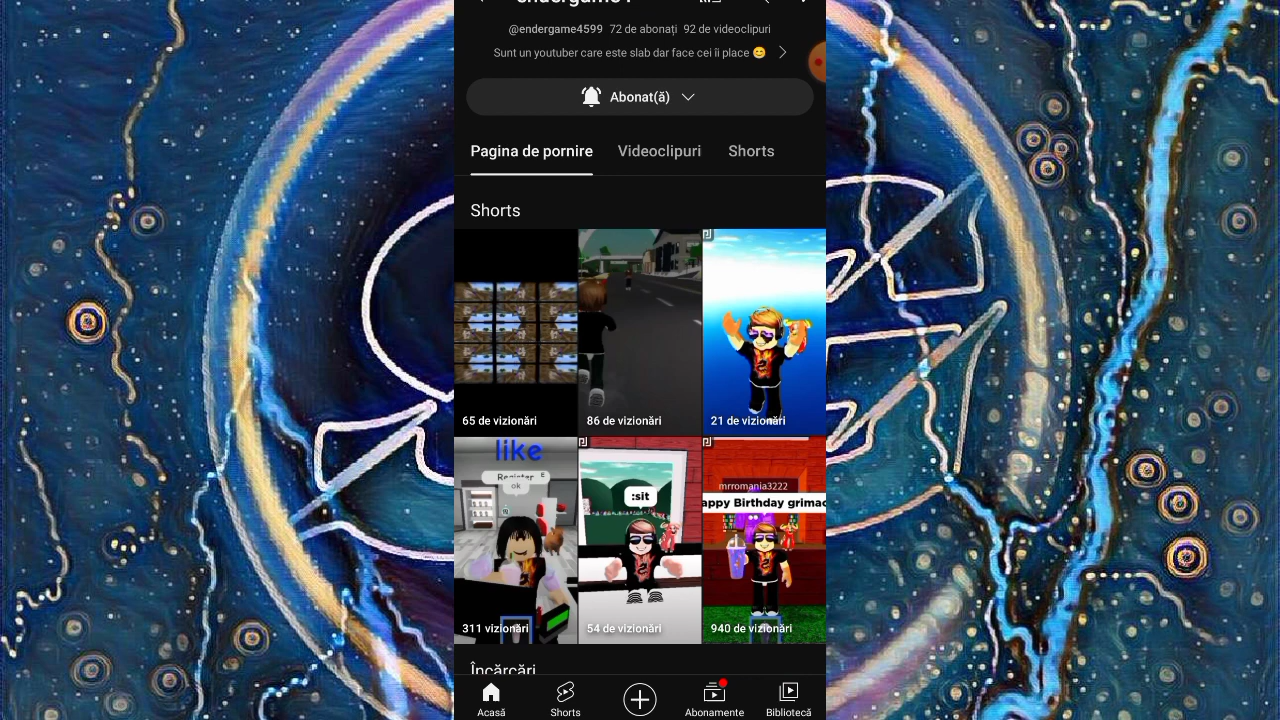 @endergame4599 72 de abonați 92 de videoclipuri
Sunt un youtuber care este slab dar face cei îi place 😊
Abonat(ă)
Pagina de pornire Videoclipuri Shorts
Shorts
65 de vizionări 86 de vizionări 21 de vizionări
like
Register
ok
:sit
mrromania3222
appy Birthday grimac
311 vizionări 54 de vizionări 940 de vizionări
Încărcări
Acasă Shorts Abonamente Bibliotecă